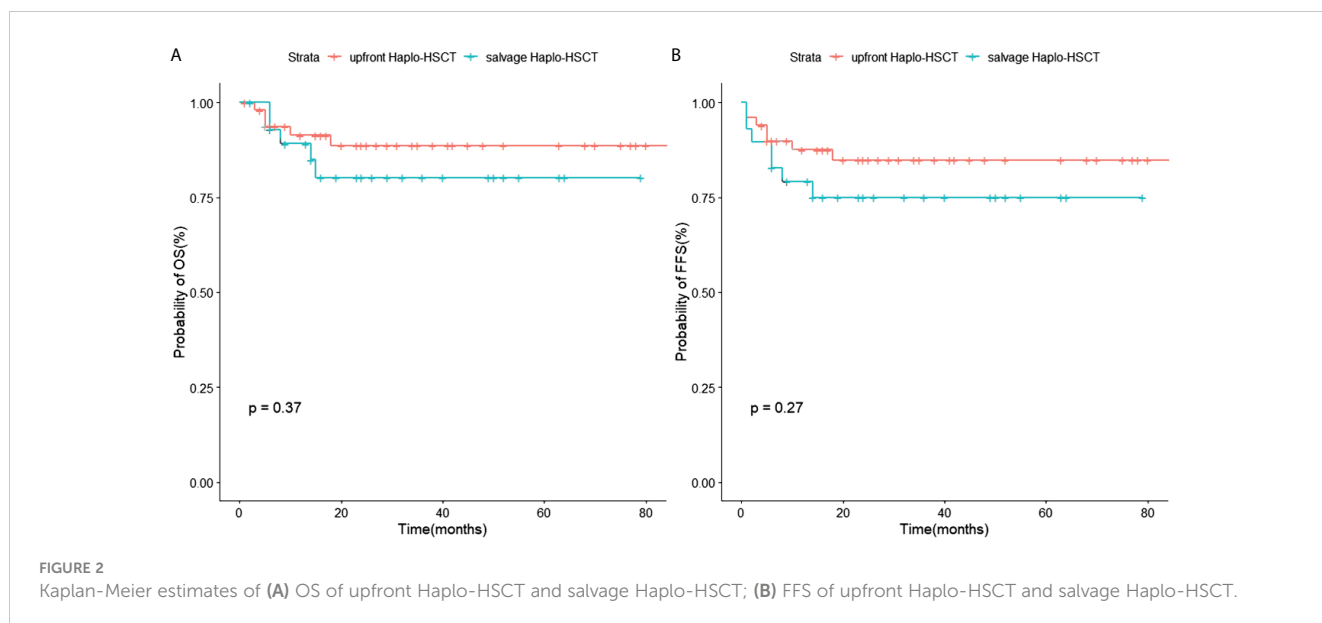 A
Strata upfront Haplo-HSCT salvage Haplo-HSCT
1.00
0.75
0.50
0.25
0.00
Probability of OS(%)
p = 0.37
0 20 40 60 80
Time(months)
B
Strata upfront Haplo-HSCT salvage Haplo-HSCT
1.00
0.75
0.50
0.25
0.00
Probability of FFS(%)
p = 0.27
0 20 40 60 80
Time(months)
FIGURE 2
Kaplan-Meier estimates of (A) OS of upfront Haplo-HSCT and salvage Haplo-HSCT; (B) FFS of upfront Haplo-HSCT and salvage Haplo-HSCT.